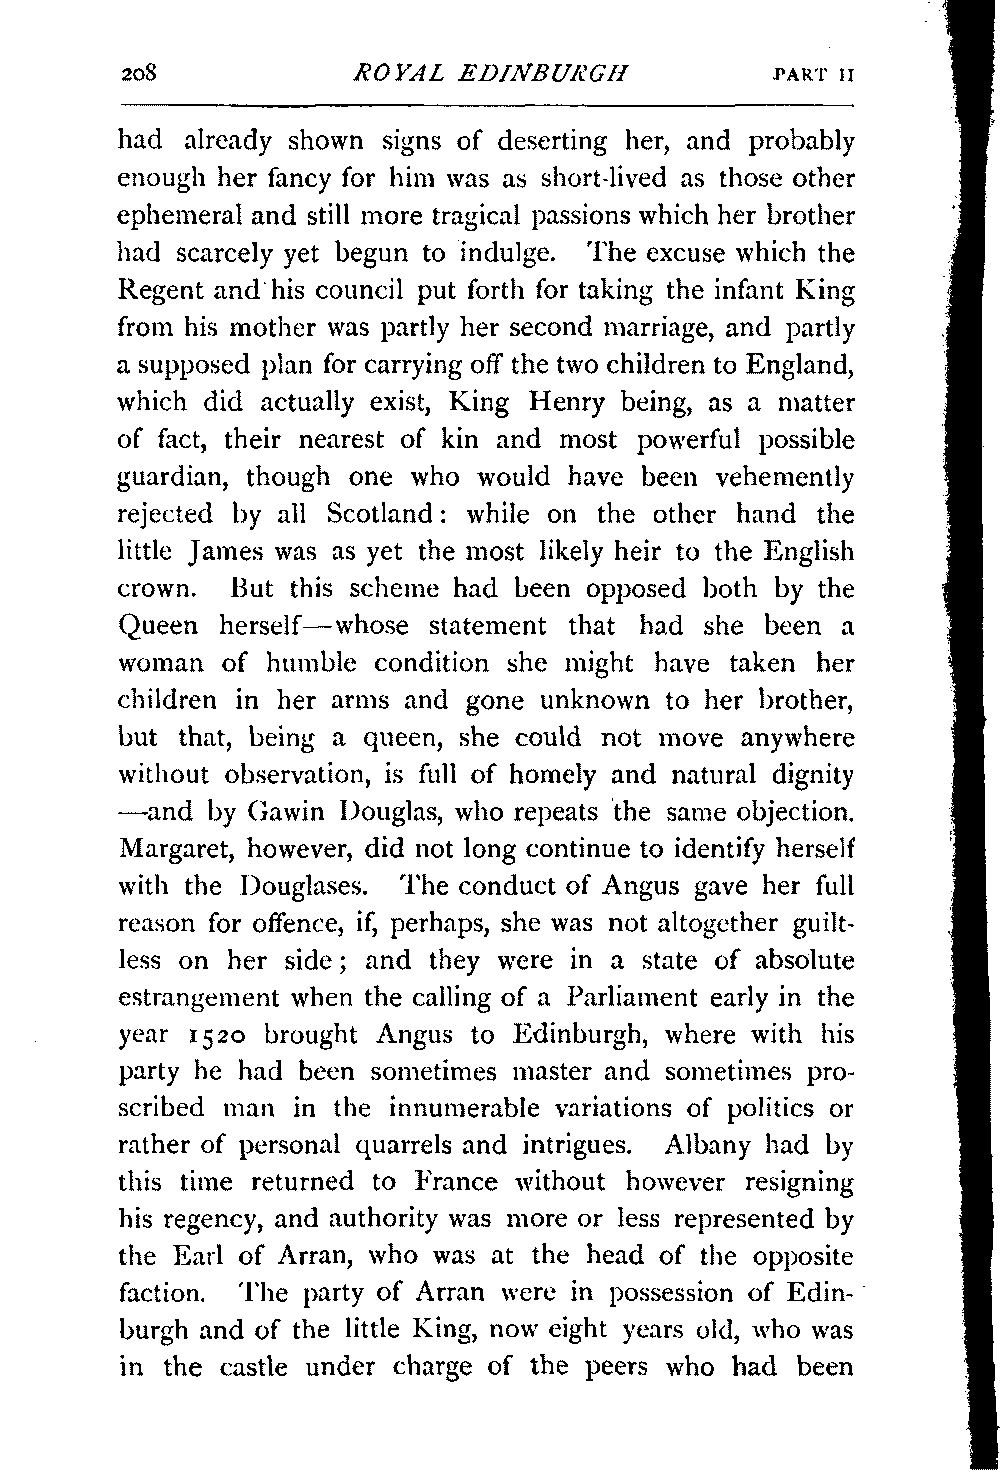 208 ROYAL EDINBURGH PART II
had already shown signs of deserting her, and probably
enough her fancy for him was as short-lived as those other
ephemeral and still more tragical passions which her brother
had scarcely yet begun to indulge. The excuse which the
Regent and his council put forth for taking the infant King
from his mother was partly her second marriage, and partly
a supposed plan for carrying off the two children to England,
which did actually exist, King Henry being, as a matter
of fact, their nearest of kin and most powerful possible
guardian, though one who would have been vehemently
rejected by all Scotland: while on the other hand the
little James was as yet the most likely heir to the English
crown. But this scheme had been opposed both by the
Queen herself—whose statement that had she been a
woman of humble condition she might have taken her
children in her arms and gone unknown to her brother,
but that, being a queen, she could not move anywhere
without observation, is full of homely and natural dignity
—and by Gawin Douglas, who repeats the same objection.
Margaret, however, did not long continue to identify herself
with the Douglases. The conduct of Angus gave her full
reason for offence, if, perhaps, she was not altogether guilt-
less on her side; and they were in a state of absolute
estrangement when the calling of a Parliament early in the
year 1520 brought Angus to Edinburgh, where with his
party he had been sometimes master and sometimes pro-
scribed man in the innumerable variations of politics or
rather of personal quarrels and intrigues. Albany had by
this time returned to France without however resigning
his regency, and authority was more or less represented by
the Earl of Arran, who was at the head of the opposite
faction. The party of Arran were in possession of Edin-
burgh and of the little King, now eight years old, who was
in the castle under charge of the peers who had been